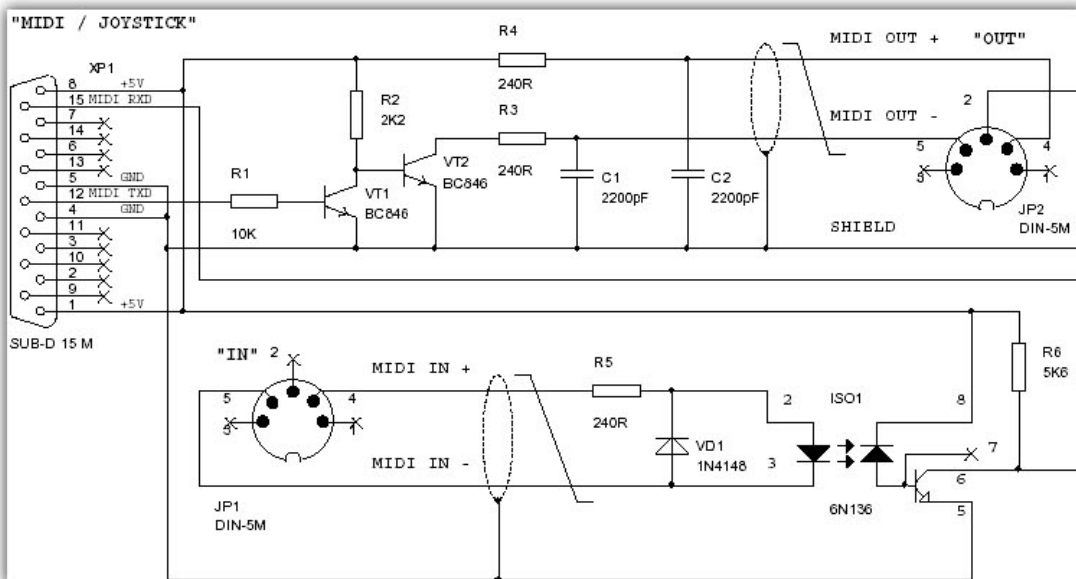 "MIDI / JOYSTICK"
XP1
8 +5V
15 MIDI RXD
7
14
6
13
5 GND
12 MIDI TXD
4 GND
11
3
10
2
9
1 +5V
SUB-D 15 M
R1
10K
R2
2K2
VT1
BC846
VT2
BC846
R4
240R
R3
240R
C1
2200pF
C2
2200pF
MIDI OUT + "OUT"
MIDI OUT -
SHIELD
2
5 4
3 1
JP2
DIN-5M
"IN" 2
5 4
3 1
JP1
DIN-5M
MIDI IN +
MIDI IN -
R5
240R
VD1
1N4148
ISO1
2
3
8
7
6
5
6N136
R6
5K6